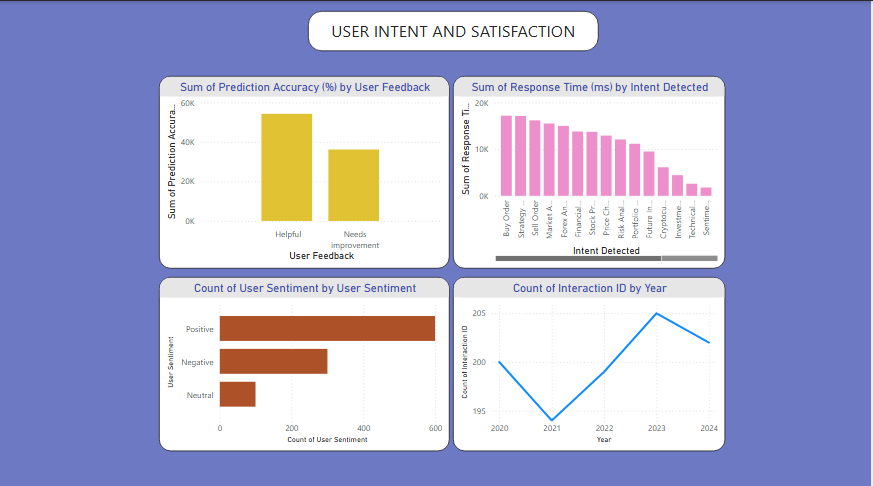 USER INTENT AND SATISFACTION
Sum of Prediction Accuracy (%) by User Feedback
Sum of Prediction Accura...
60K
40K
20K
0K
Helpful
Needs
improvement
User Feedback
Sum of Response Time (ms) by Intent Detected
Sum of Response Ti...
20K
10K
0K
Buy Order
Strategy ...
Sell Order
Market A...
Forex An...
Financial...
Stock Pr...
Price Ch...
Risk Anal...
Portfolio ...
Future In...
Cryptocu...
Investme...
Technical...
Sentime...
Intent Detected
Count of User Sentiment by User Sentiment
User Sentiment
Positive
Negative
Neutral
0
200
400
600
Count of User Sentiment
Count of Interaction ID by Year
Count of Interaction ID
205
200
195
2020
2021
2022
2023
2024
Year